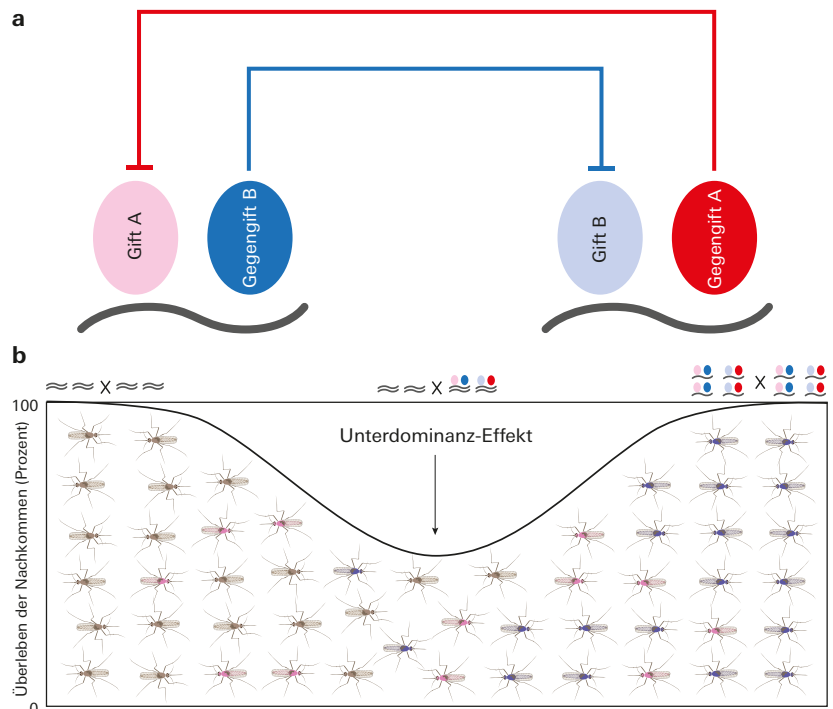 a
Gift A
Gegengift B
Gift B
Gegengift A
b
X
X
X
100
Unterdominanz-Effekt
Überleben der Nachkommen (Prozent)
0